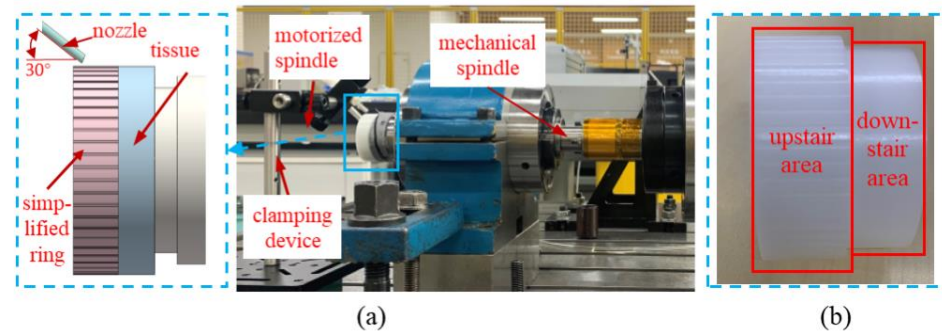 nozzle
30°
tissue
simp-
lified
ring
motorized
spindle
mechanical
spindle
clamping
device
(a)
upstair
area
down-
stair
area
(b)